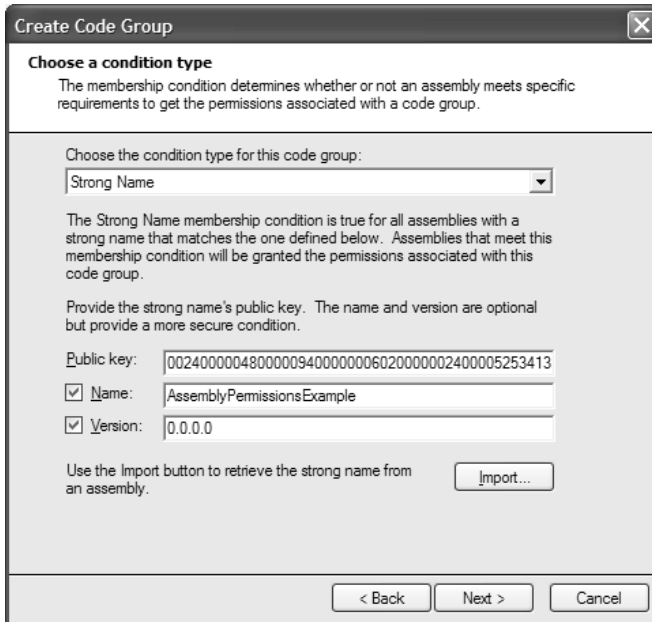 Create Code Group
Choose a condition type
The membership condition determines whether or not an assembly meets specific
requirements to get the permissions associated with a code group.
Choose the condition type for this code group:
Strong Name
The Strong Name membership condition is true for all assemblies with a
strong name that matches the one defined below. Assemblies that meet this
membership condition will be granted the permissions associated with this
code group.
Provide the strong name's public key. The name and version are optional
but provide a more secure condition.
Public key: 00240000048000009400000006020000002400005253413
Name: AssemblyPermissionsExample
Version: 0.0.0.0
Use the Import button to retrieve the strong name from
an assembly.
Import...
< Back Next > Cancel